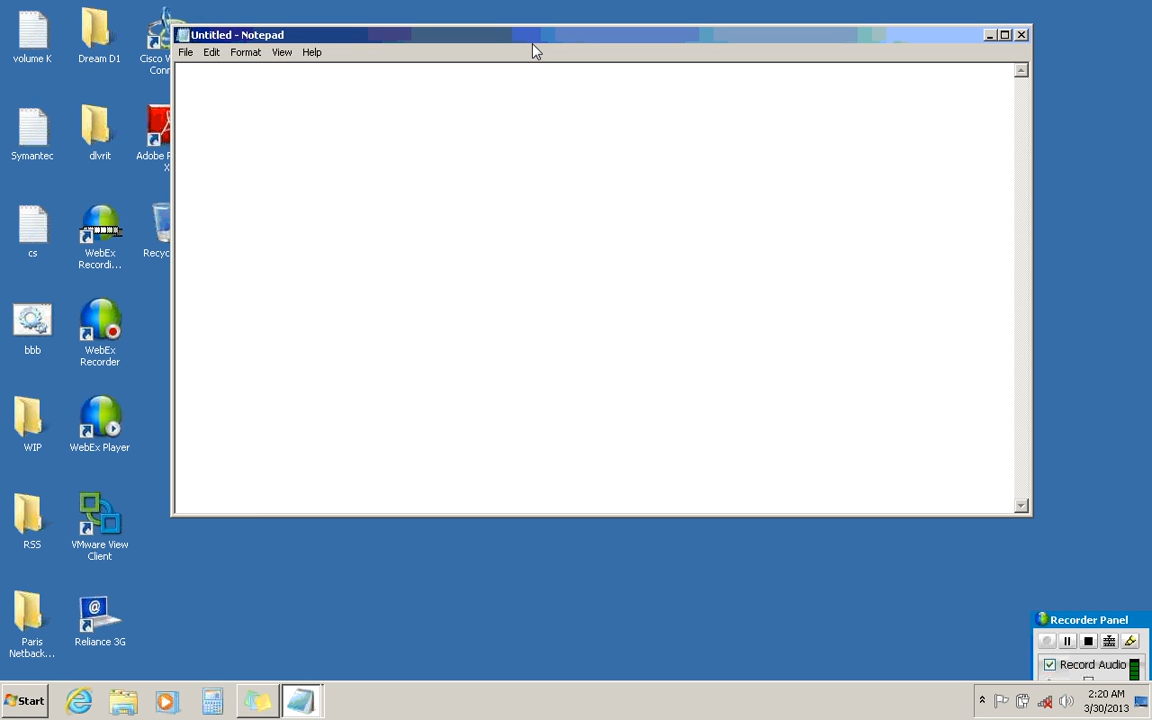 Untitled - Notepad
File Edit Format View Help
volume K
Dream D1
Cisco
Symantec
dlvrit
Adobe
X
cs
WebEx
Recordi...
bbb
WebEx
Recorder
WIP
WebEx Player
RSS
VMware View
Client
Paris
Netback...
Reliance 3G
Recorder Panel
Record Audio
Start
2:20 AM
3/30/2013